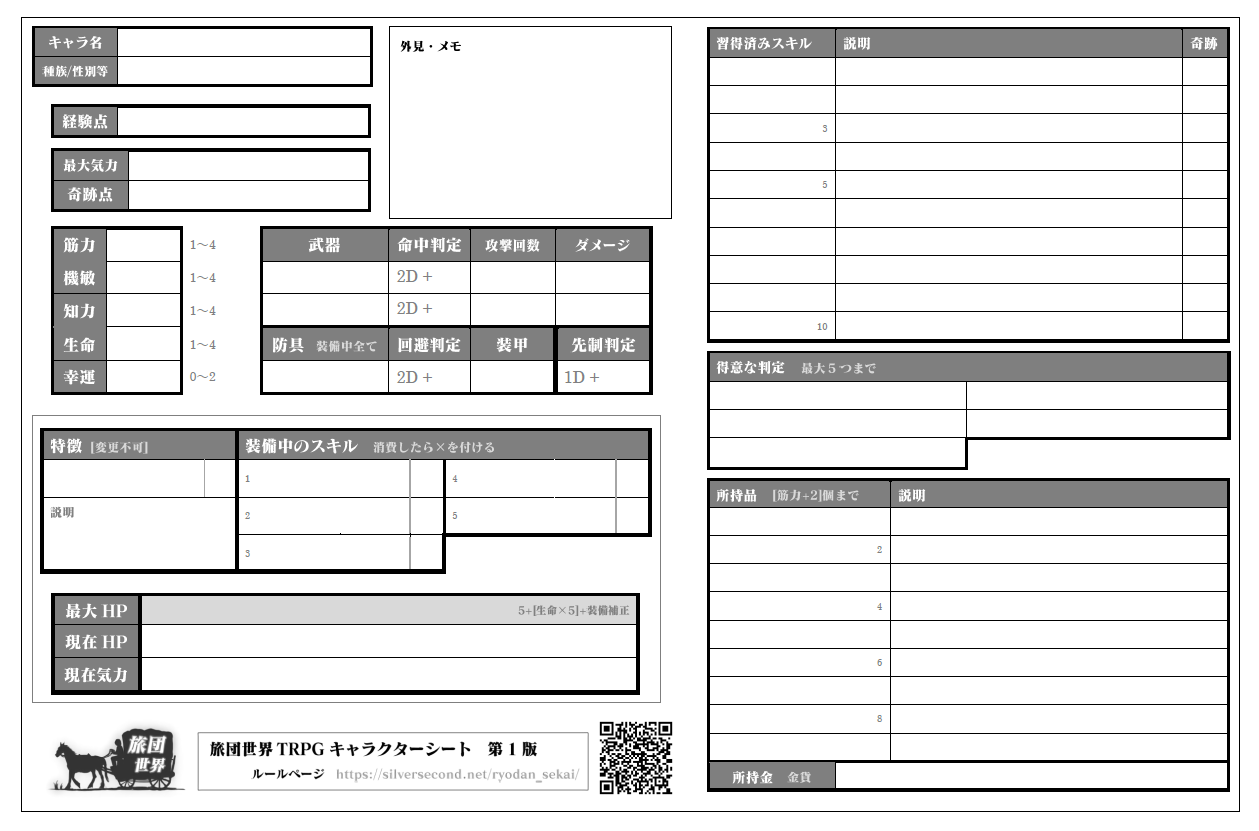 キャラ名
種族/性別等
経験点
最大気力
奇跡点
外見・メモ
筋力 1～4
機敏 1～4
知力 1～4
生命 1～4
幸運 0～2
武器 命中判定 攻撃回数 ダメージ
2D +
2D +
防具 装備中全て 回避判定 装甲 先制判定
2D + 1D +
特徴 [変更不可] 装備中のスキル 消費したら×を付ける
1 4
説明 2 5
3
最大 HP 5+[生命×5]+装備補正
現在 HP
現在気力
旅団
世界
旅団世界 TRPG キャラクターシート 第 1 版
ルールページ https://silversecond.net/ryodan_sekai/
習得済みスキル 説明 奇跡
3
5
10
得意な判定 最大５つまで
所持品 [筋力+2]個まで 説明
2
4
6
8
所持金 金貨